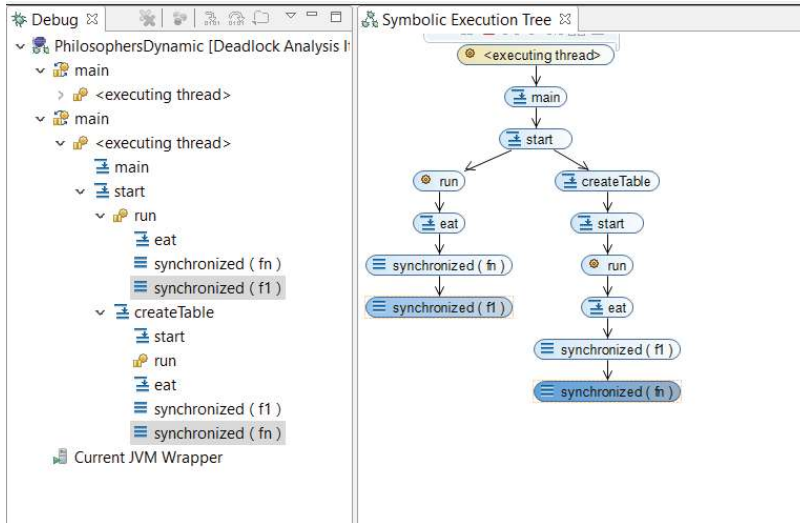 Debug
PhilosophersDynamic [Deadlock Analysis I
main
<executing thread>
main
<executing thread>
main
start
run
eat
synchronized ( fn )
synchronized ( f1 )
createTable
start
run
eat
synchronized ( f1 )
synchronized ( fn )
Current JVM Wrapper
Symbolic Execution Tree
<executing thread>
main
start
run createTable
eat start
synchronized ( fn ) run
synchronized ( f1 ) eat
synchronized ( f1 )
synchronized ( fn )